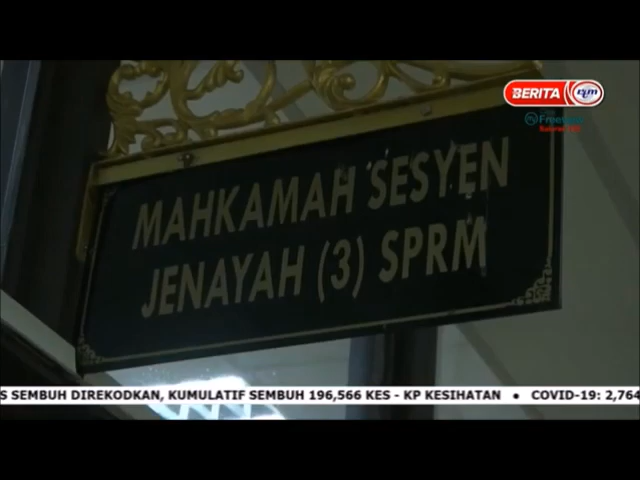 BERITA rtm
MAHKAMAH SESYEN
JENAYAH (3) SPRM
S SEMBUH DIREKODKAN, KUMULATIF SEMBUH 196,566 KES - KP KESIHATAN • COVID-19: 2,764